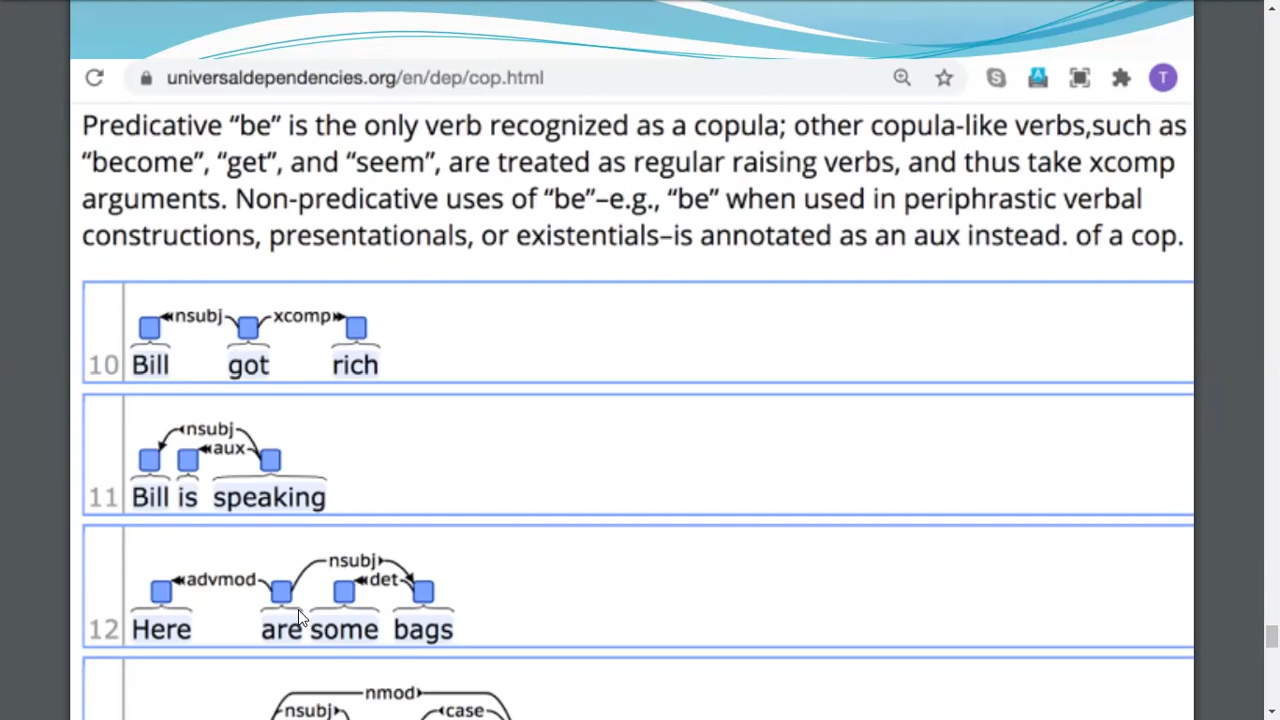 universaldependencies.org/en/dep/cop.html
T
Predicative “be” is the only verb recognized as a copula; other copula-like verbs,such as
“become”, “get”, and “seem”, are treated as regular raising verbs, and thus take xcomp
arguments. Non-predicative uses of “be”–e.g., “be” when used in periphrastic verbal
constructions, presentationals, or existentials–is annotated as an aux instead. of a cop.
nsubj xcomp
10 Bill got rich
nsubj
aux
11 Bill is speaking
nsubj
advmod det
12 Here are some bags
nmod
nsubj case